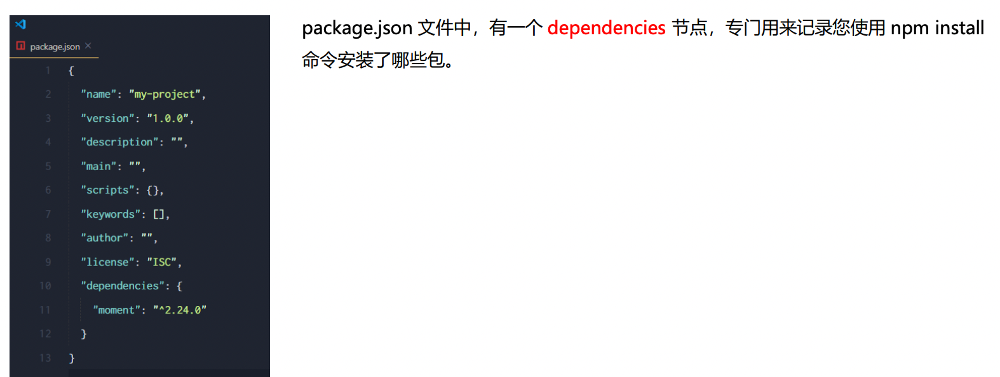 package.json
1 {
2 "name": "my-project",
3 "version": "1.0.0",
4 "description": "",
5 "main": "",
6 "scripts": {},
7 "keywords": [],
8 "author": "",
9 "license": "ISC",
10 "dependencies": {
11 "moment": "^2.24.0"
12 }
13 }
package.json 文件中，有一个 dependencies 节点，专门用来记录您使用 npm install
命令安装了哪些包。